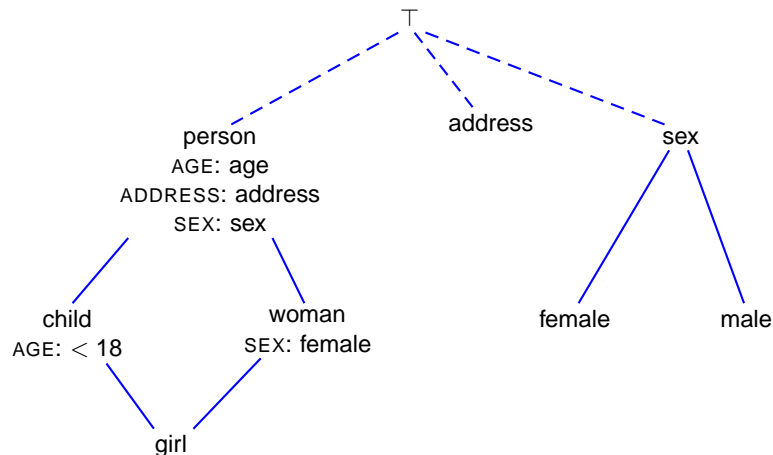 ⊤
person
AGE: age
ADDRESS: address
SEX: sex
address
sex
child
AGE: < 18
woman
SEX: female
female
male
girl